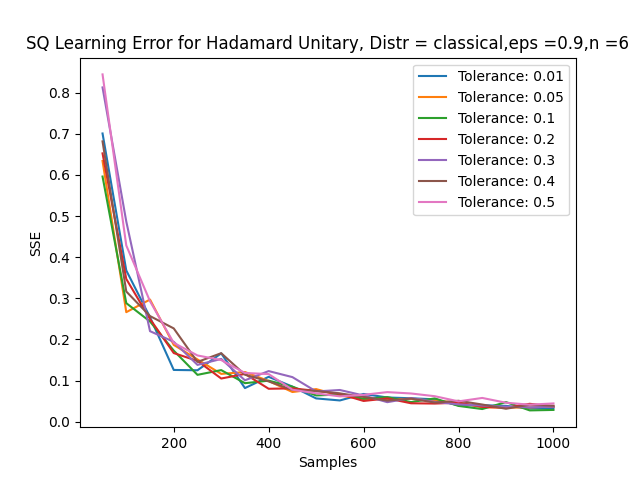 SQ Learning Error for Hadamard Unitary, Distr = classical,eps =0.9,n =6
Tolerance: 0.01
Tolerance: 0.05
Tolerance: 0.1
Tolerance: 0.2
Tolerance: 0.3
Tolerance: 0.4
Tolerance: 0.5
SSE
0.8
0.7
0.6
0.5
0.4
0.3
0.2
0.1
0.0
200 400 600 800 1000
Samples